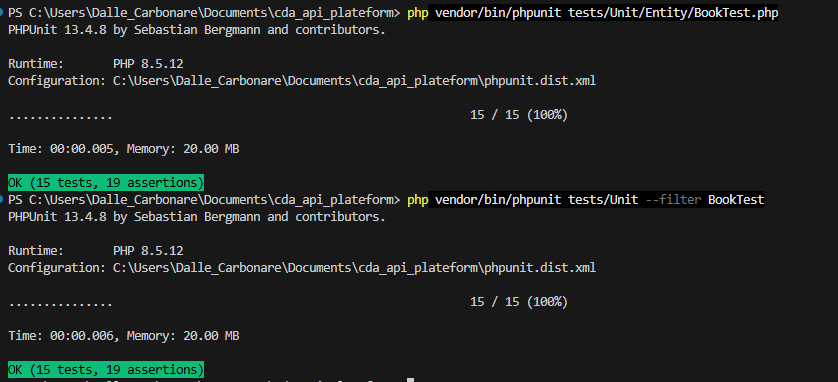 PS C:\Users\Dalle_Carbonare\Documents\cda_api_plateform> php vendor/bin/phpunit tests/Unit/Entity/BookTest.php
PHPUnit 13.4.8 by Sebastian Bergmann and contributors.
Runtime:       PHP 8.5.12
Configuration: C:\Users\Dalle_Carbonare\Documents\cda_api_plateform\phpunit.dist.xml
...............                                                   15 / 15 (100%)
Time: 00:00.005, Memory: 20.00 MB
OK (15 tests, 19 assertions)
PS C:\Users\Dalle_Carbonare\Documents\cda_api_plateform> php vendor/bin/phpunit tests/Unit --filter BookTest
PHPUnit 13.4.8 by Sebastian Bergmann and contributors.
Runtime:       PHP 8.5.12
Configuration: C:\Users\Dalle_Carbonare\Documents\cda_api_plateform\phpunit.dist.xml
...............                                                   15 / 15 (100%)
Time: 00:00.006, Memory: 20.00 MB
OK (15 tests, 19 assertions)